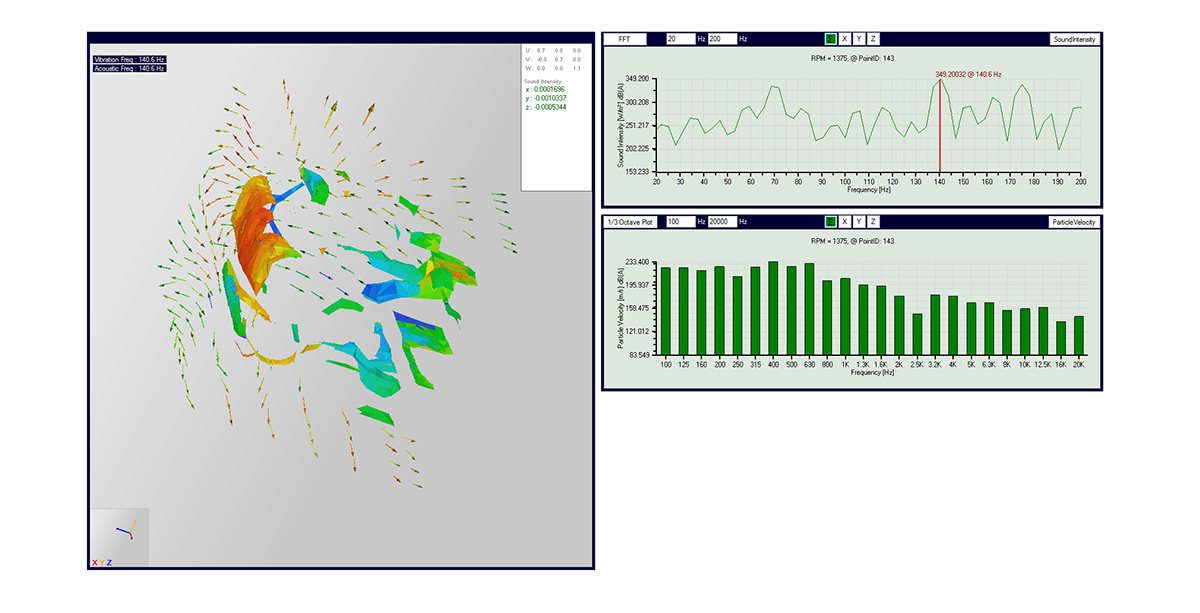 Vibration Freq : 140.6 Hz
Acoustic Freq : 140.6 Hz
U : 0.7 0.8 0.0
V : -0.8 0.7 0.0
W : 0.0 0.0 1.1
Sound Intensity:
x : 0.0001696
y : -0.0010337
z : -0.0005344
X Y Z
FFT 20 Hz 200 Hz Σ X Y Z SoundIntensity
RPM = 1375, @ PointID: 143
349.20032 @ 140.6 Hz
Sound Intensity [W/m²] dB[A]
349.200
300.208
251.217
202.225
153.233
20 30 40 50 60 70 80 90 100 110 120 130 140 150 160 170 180 190 200
Frequency [Hz]
1/3 Octave Plot 100 Hz 20000 Hz Σ X Y Z ParticleVelocity
RPM = 1375, @ PointID: 143
Particle Velocity [m/s] dB[A]
233.400
195.937
158.475
121.012
83.549
100 125 160 200 250 315 400 500 630 800 1K 1.3K 1.6K 2K 2.5K 3.2K 4K 5K 6.3K 8K 10K 12.5K 16K 20K
Frequency [Hz]